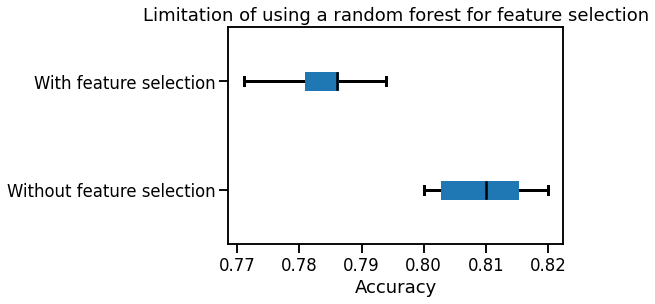 Limitation of using a random forest for feature selection
With feature selection
Without feature selection
0.77 0.78 0.79 0.80 0.81 0.82
Accuracy